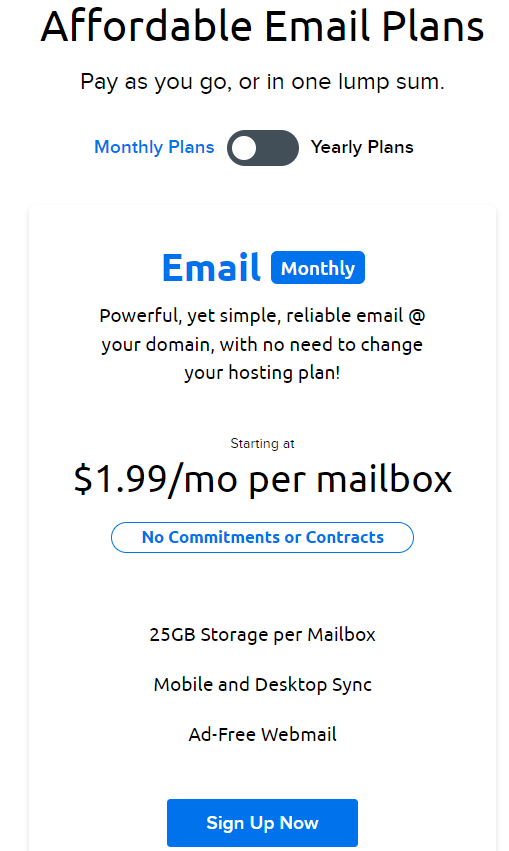 Affordable Email Plans
Pay as you go, or in one lump sum.
Monthly Plans Yearly Plans
Email Monthly
Powerful, yet simple, reliable email @
your domain, with no need to change
your hosting plan!
Starting at
$1.99/mo per mailbox
No Commitments or Contracts
25GB Storage per Mailbox
Mobile and Desktop Sync
Ad-Free Webmail
Sign Up Now